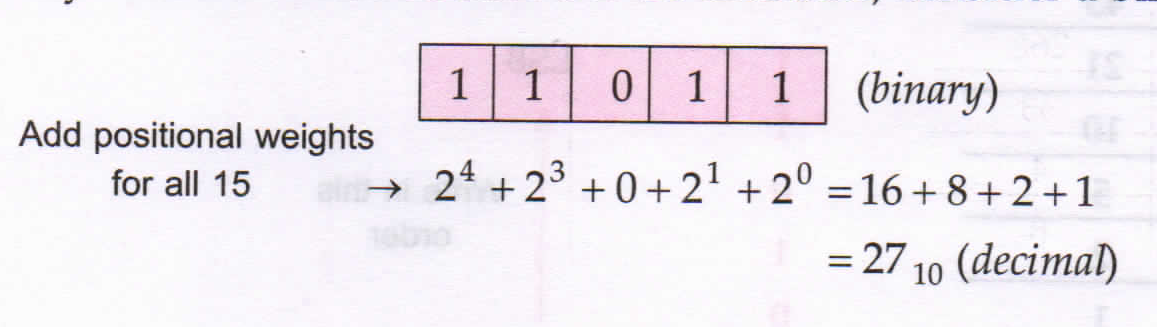 1 1 0 1 1 (binary)
Add positional weights
for all 15 → 2⁴ + 2³ + 0 + 2¹ + 2⁰ = 16 + 8 + 2 + 1
= 27₁₀ (decimal)